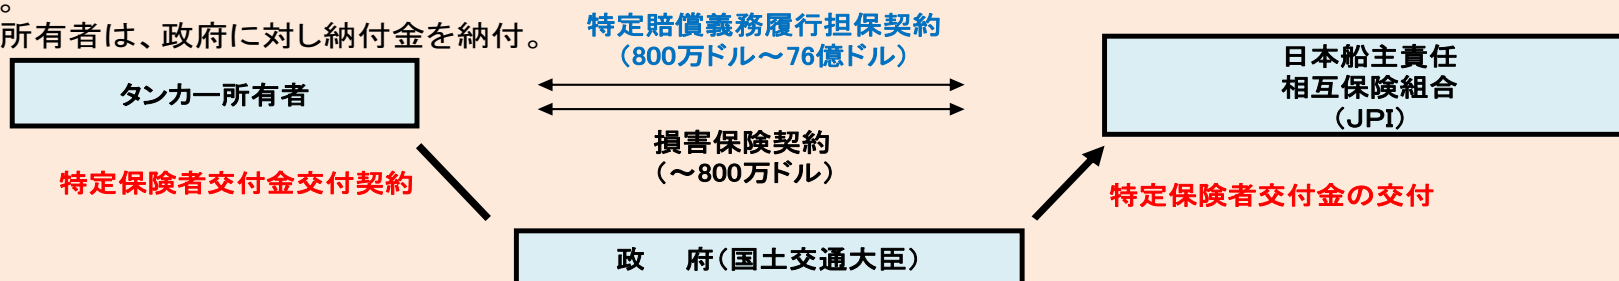 。
所有者は、政府に対し納付金を納付。
特定賠償義務履行担保契約
（800万ドル～76億ドル）
日本船主責任
相互保険組合
（ＪＰＩ）
タンカー所有者
損害保険契約
（～800万ドル）
特定保険者交付金交付契約
特定保険者交付金の交付
政　府（国土交通大臣）